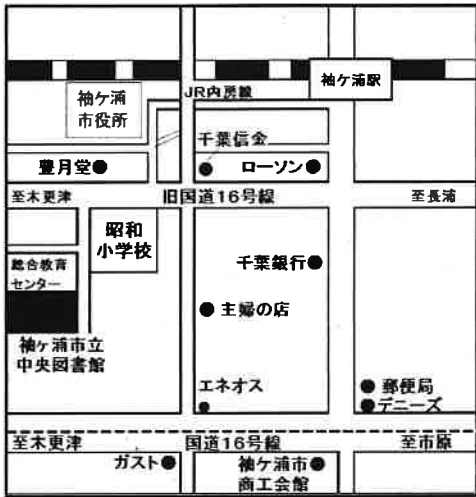 袖ケ浦駅
JR内房線
袖ケ浦
市役所
千葉信金
豊月堂
ローソン
至木更津
旧国道16号線
至長浦
昭和
小学校
総合教育
センター
千葉銀行
主婦の店
袖ヶ浦市立
中央図書館
エネオス
郵便局
デニーズ
至木更津
国道16号線
至市原
ガスト
袖ケ浦市
商工会館